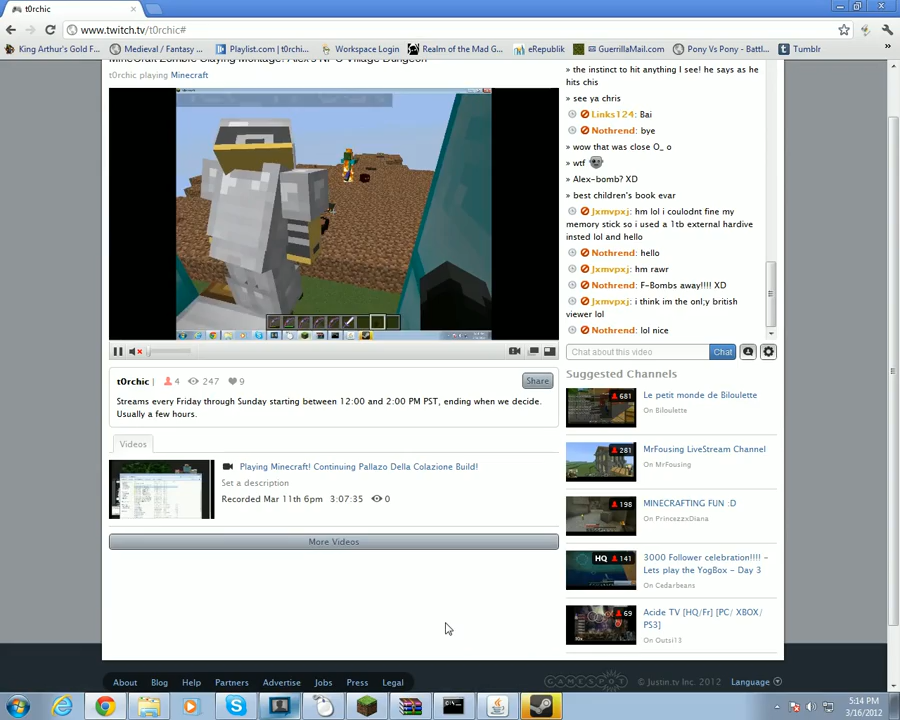 t0rchic
www.twitch.tv/t0rchic#
King Arthur's Gold F...
Medieval / Fantasy ...
Playlist.com | t0rchi...
Workspace Login
Realm of the Mad G...
eRepublik
GuerrillaMail.com
Pony Vs Pony - Battl...
Tumblr
»
t0rchic playing Minecraft
t0rchic | 4 247 9
Share
Streams every Friday through Sunday starting between 12:00 and 2:00 PM PST, ending when we decide.
Usually a few hours.
Videos
Playing Minecraft! Continuing Pallazo Della Colazione Build!
Set a description
Recorded Mar 11th 6pm 3:07:35 0
More Videos
» the instinct to hit anything I see! he says as he
hits chis
» see ya chris
Links124: Bai
Nothrend: bye
» wow that was close O_o
» wtf
» Alex-bomb? XD
» best children's book evar
Jxmvpxj: hm lol i coulodnt fine my
memory stick so i used a 1tb external hardive
insted lol and hello
Nothrend: hello
Jxmvpxj: hm rawr
Nothrend: F-Bombs away!!!! XD
Jxmvpxj: i think im the onl;y british
viewer lol
Nothrend: lol nice
Chat about this video
Chat
Suggested Channels
681
Le petit monde de Biloulette
On Biloulette
281
MrFousing LiveStream Channel
On MrFousing
198
MINECRAFTING FUN :D
On PrincezzxDiana
HQ 141
3000 Follower celebration!!!! -
Lets play the YogBox - Day 3
On Cedarbeans
69
Acide TV [HQ/Fr] [PC/ XBOX/
PS3]
On Outsi13
About Blog Help Partners Advertise Jobs Press Legal
GAMESPOT
© Justin.tv Inc. 2012
Language
5:14 PM
3/16/2012